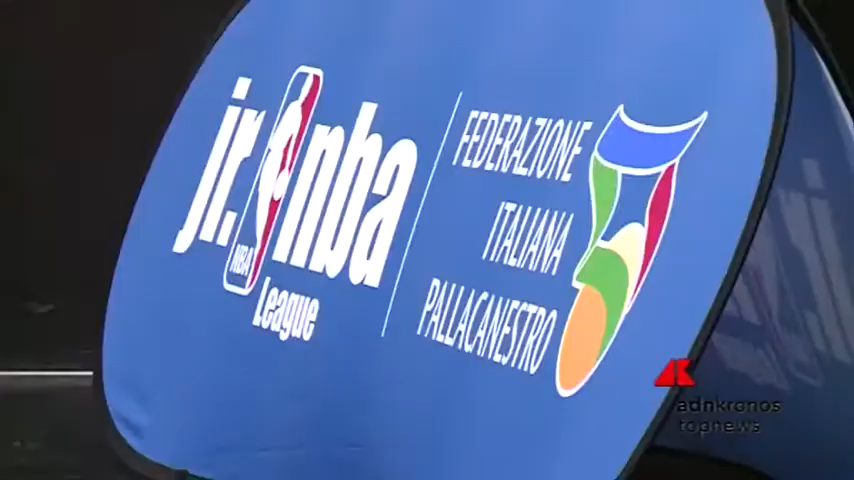 jr. nba
NBA
League
FEDERAZIONE
ITALIANA
PALLACANESTRO
adnkronos
topnews